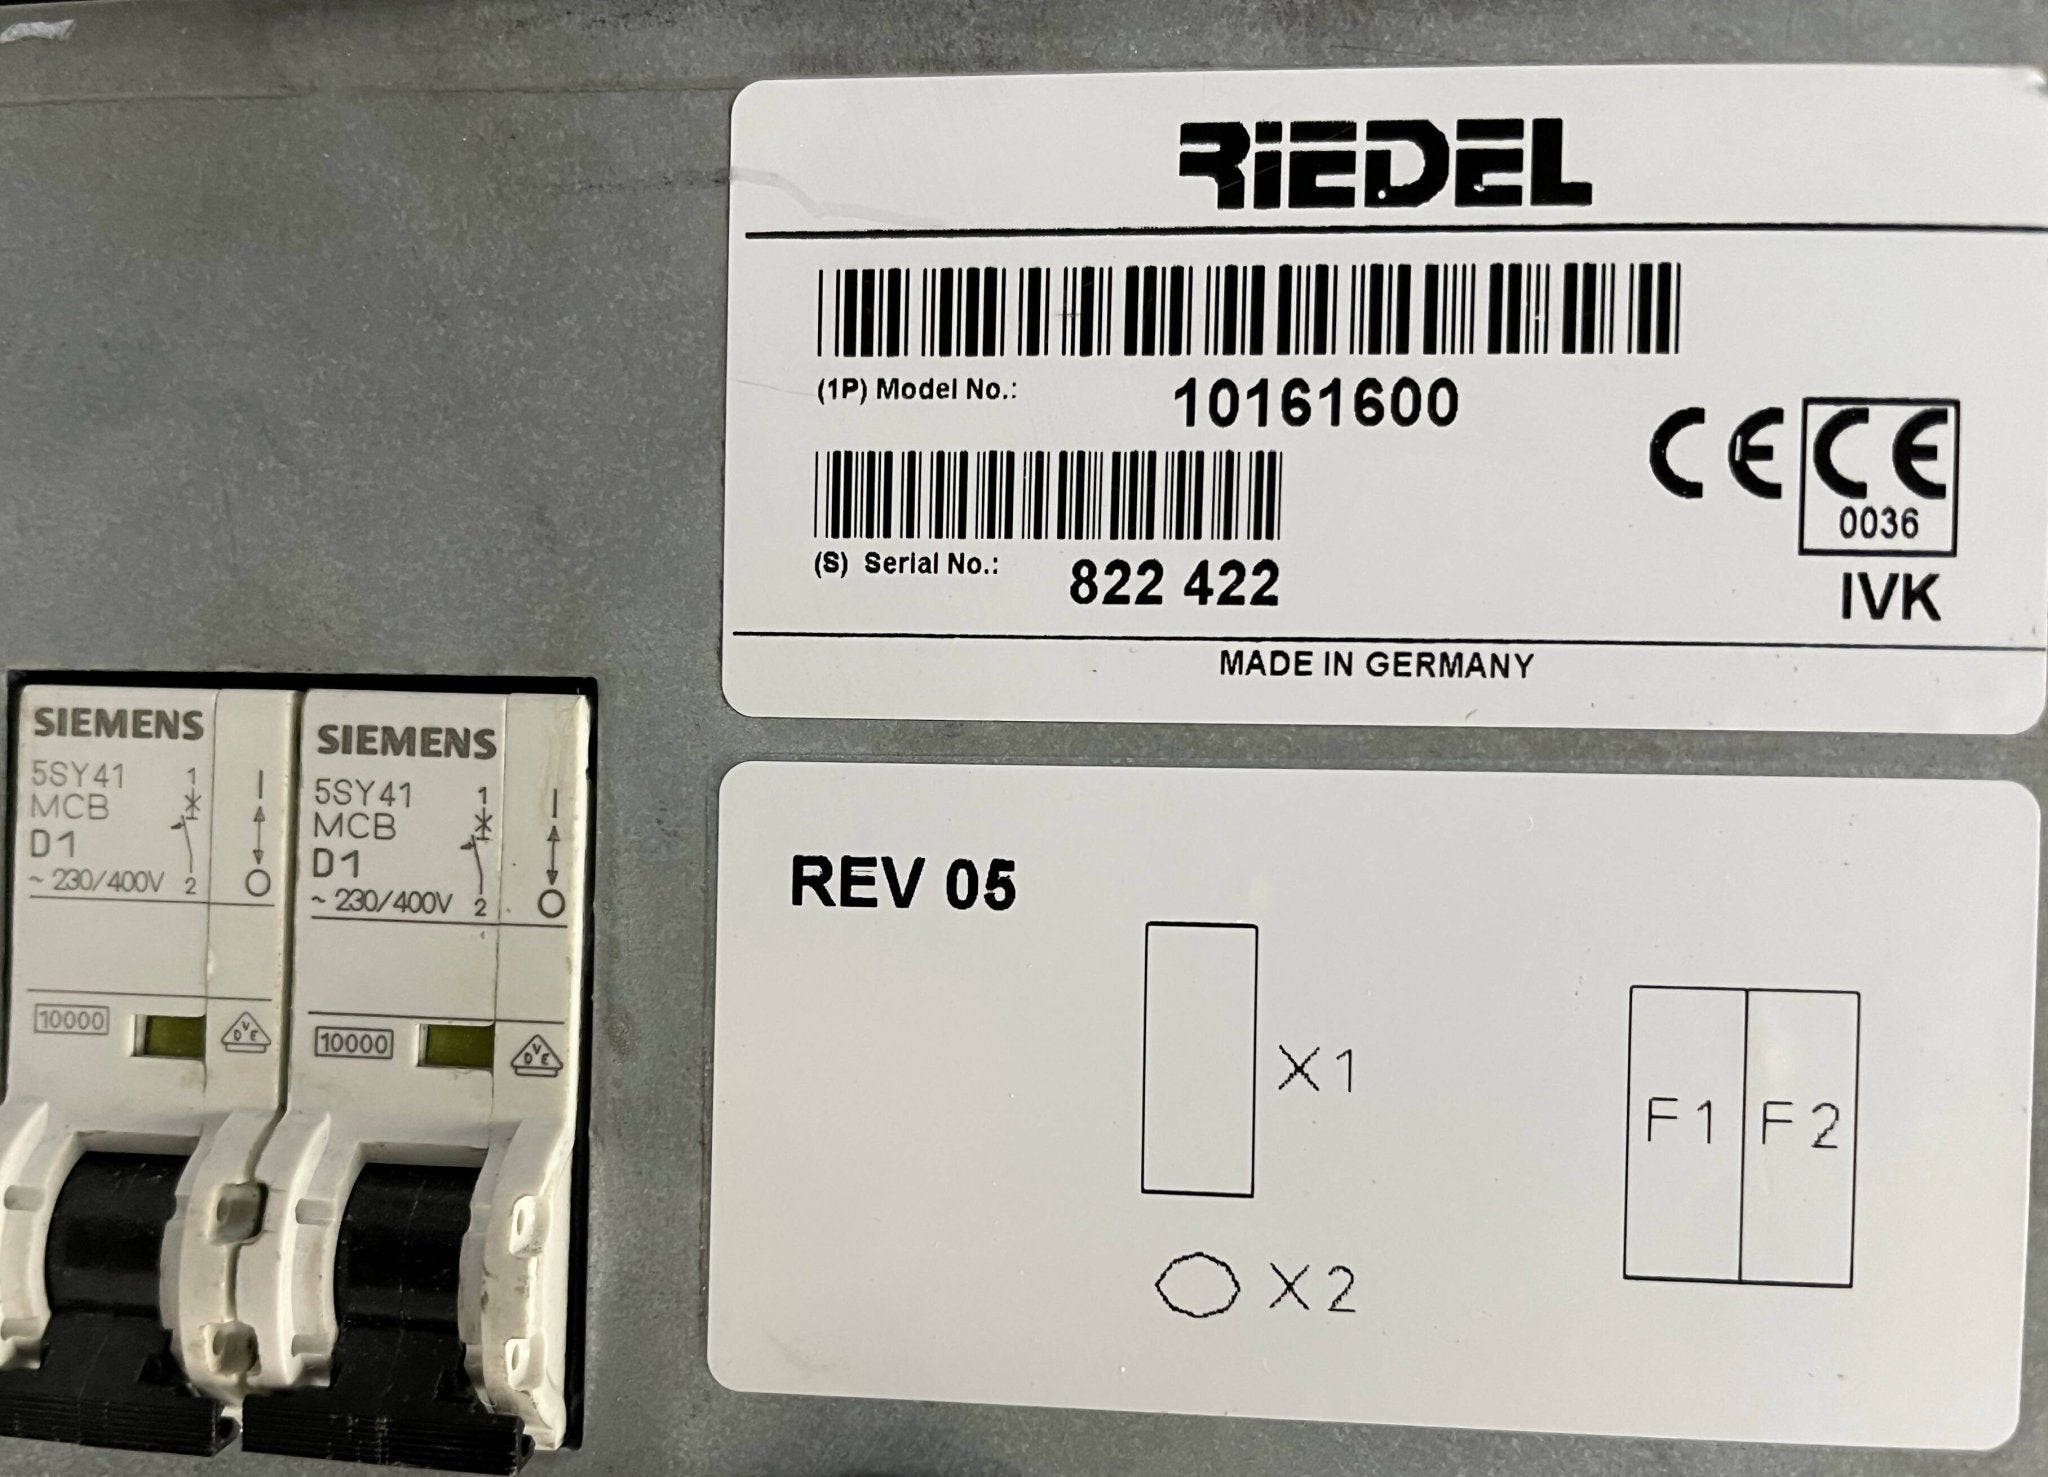 RIEDEL
(1P) Model No.: 10161600
(S) Serial No.: 822 422
CE CE
0036
IVK
MADE IN GERMANY
SIEMENS
5SY41
MCB
D1
~ 230/400V
1
2
I
O
10000
DVE
SIEMENS
5SY41
MCB
D1
~ 230/400V
1
2
I
O
10000
DVE
REV 05
X1
X2
F1 F2